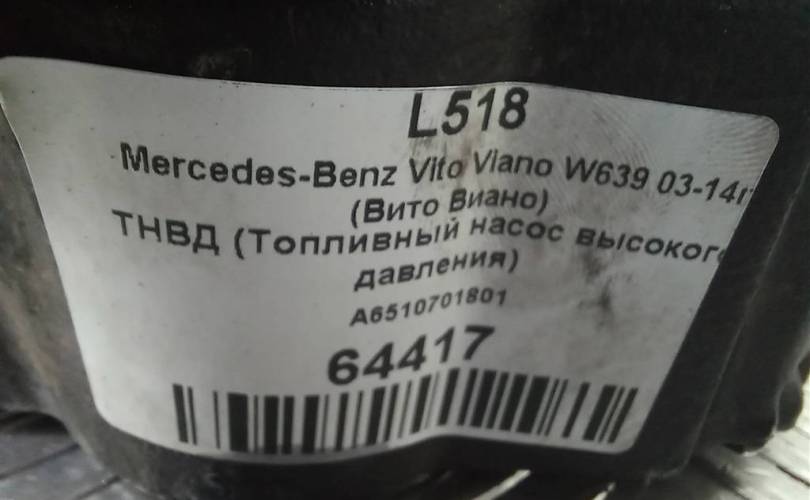 L518
Mercedes-Benz Vito Viano W639 03-14г
(Вито Виано)
ТНВД (Топливный насос высокого
давления)
A6510701801
64417